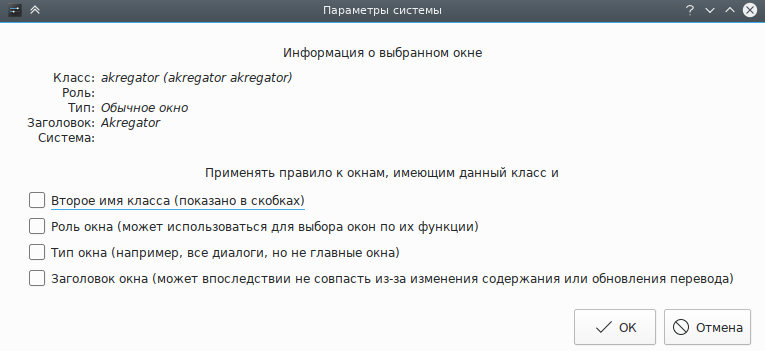 Параметры системы
Информация о выбранном окне
Класс: akregator (akregator akregator)
Роль:
Тип: Обычное окно
Заголовок: Akregator
Система:
Применять правило к окнам, имеющим данный класс и
Второе имя класса (показано в скобках)
Роль окна (может использоваться для выбора окон по их функции)
Тип окна (например, все диалоги, но не главные окна)
Заголовок окна (может впоследствии не совпасть из-за изменения содержания или обновления перевода)
ОК Отмена